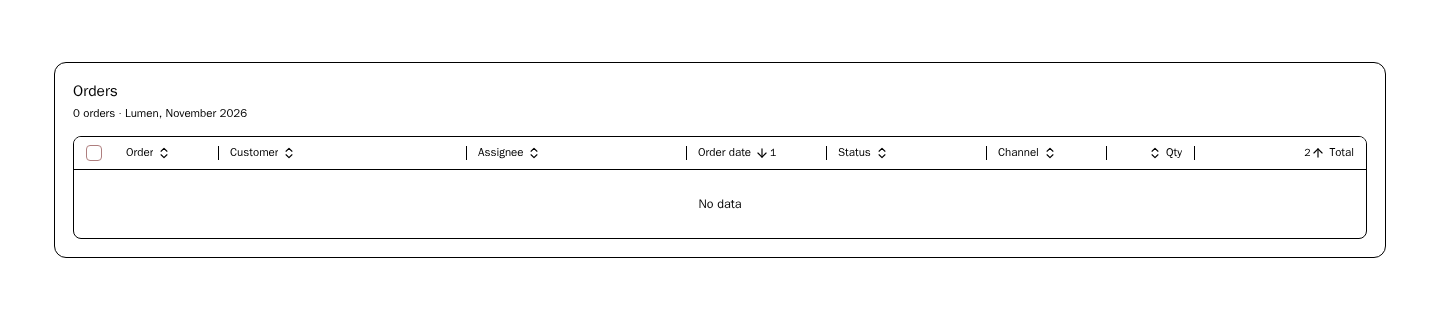 Orders
0 orders · Lumen, November 2026
Order Customer Assignee Order date 1 Status Channel Qty 2 Total
No data